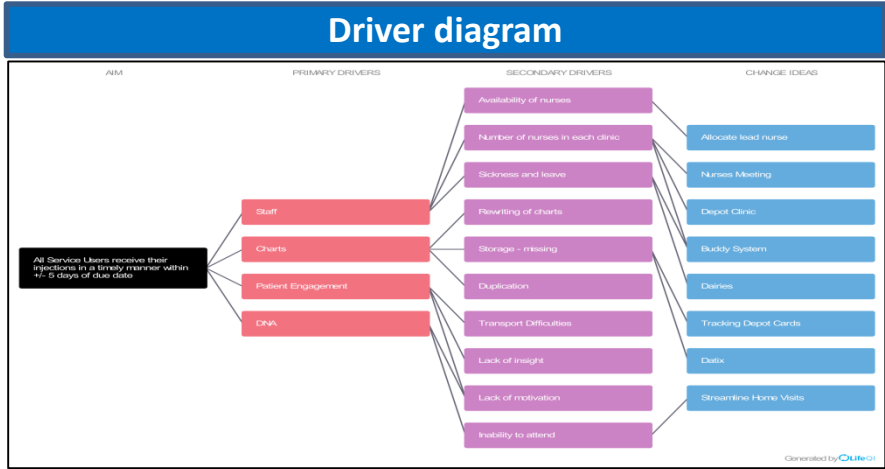 Driver diagram
AIM
PRIMARY DRIVERS
SECONDARY DRIVERS
CHANGE IDEAS
All Service Users receive their
injections in a timely manner within
+/- 5 days of due date
Staff
Charts
Patient Engagement
DNA
Availability of nurses
Number of nurses in each clinic
Sickness and leave
Rewriting of charts
Storage - missing
Duplication
Transport Difficulties
Lack of insight
Lack of motivation
Inability to attend
Allocate lead nurse
Nurses Meeting
Depot Clinic
Buddy System
Dairies
Tracking Depot Cards
Datix
Streamline Home Visits
Generated by LifeQI